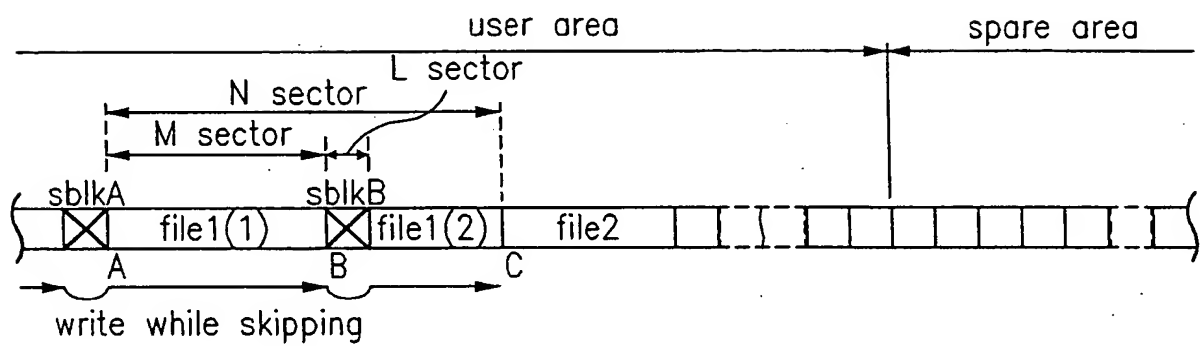 user area spare area
L sector
N sector
M sector
sblkA sblkB
file1(1) file1(2) file2
A B C
write while skipping